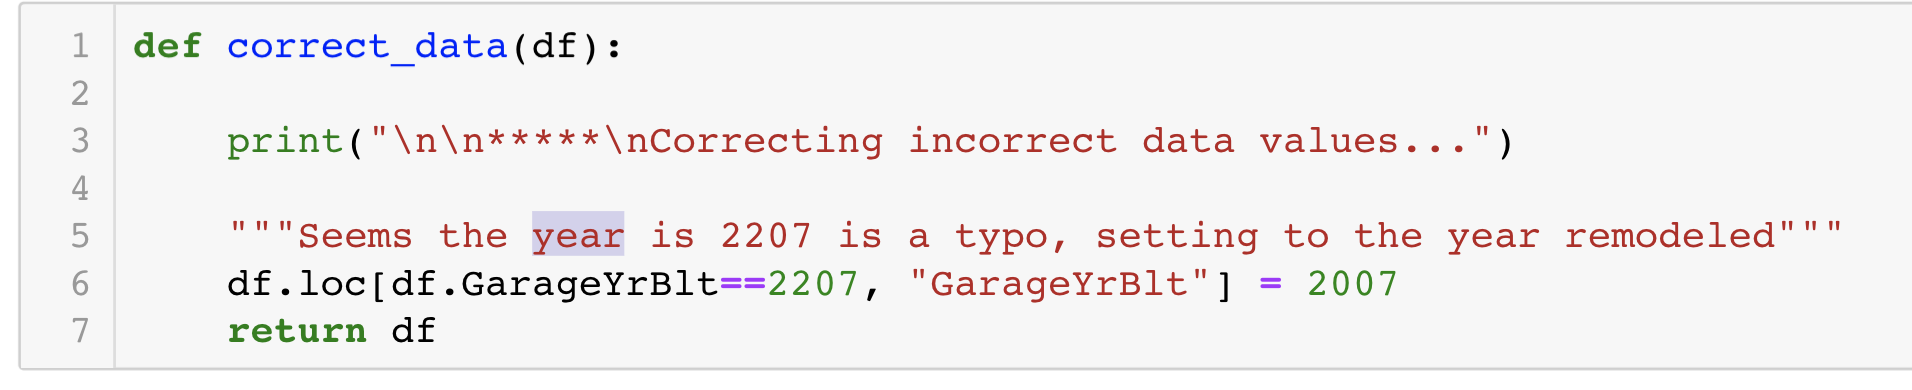 1 def correct_data(df):
2
3 print("\n\n*****\nCorrecting incorrect data values...")
4
5 """Seems the year is 2207 is a typo, setting to the year remodeled"""
6 df.loc[df.GarageYrBlt==2207, "GarageYrBlt"] = 2007
7 return df